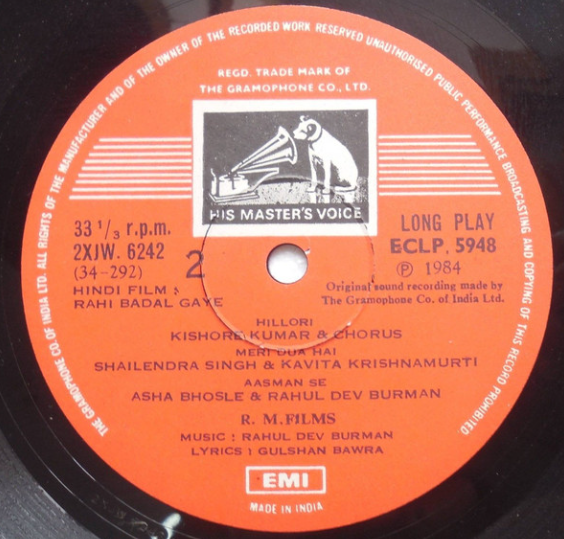 THE GRAMOPHONE CO. OF INDIA LTD. ALL RIGHTS OF THE MANUFACTURER AND OF THE OWNER OF THE RECORDED WORK RESERVED UNAUTHORISED PUBLIC PERFORMANCE BROADCASTING AND COPYING OF THIS RECORD PROHIBITED
REGD. TRADE MARK OF
THE GRAMOPHONE CO., LTD.
HIS MASTER'S VOICE
33 1/3 r.p.m.
2XJW. 6242
(34-292)
2
HINDI FILM :
RAHI BADAL GAYE
LONG PLAY
ECLP. 5948
℗ 1984
Original sound recording made by
The Gramophone Co. of India Ltd.
HILLORI
KISHORE KUMAR & CHORUS
MERI DUA HAI
SHAILENDRA SINGH & KAVITA KRISHNAMURTI
AASMAN SE
ASHA BHOSLE & RAHUL DEV BURMAN
R. M. FILMS
MUSIC : RAHUL DEV BURMAN
LYRICS : GULSHAN BAWRA
EMI
MADE IN INDIA